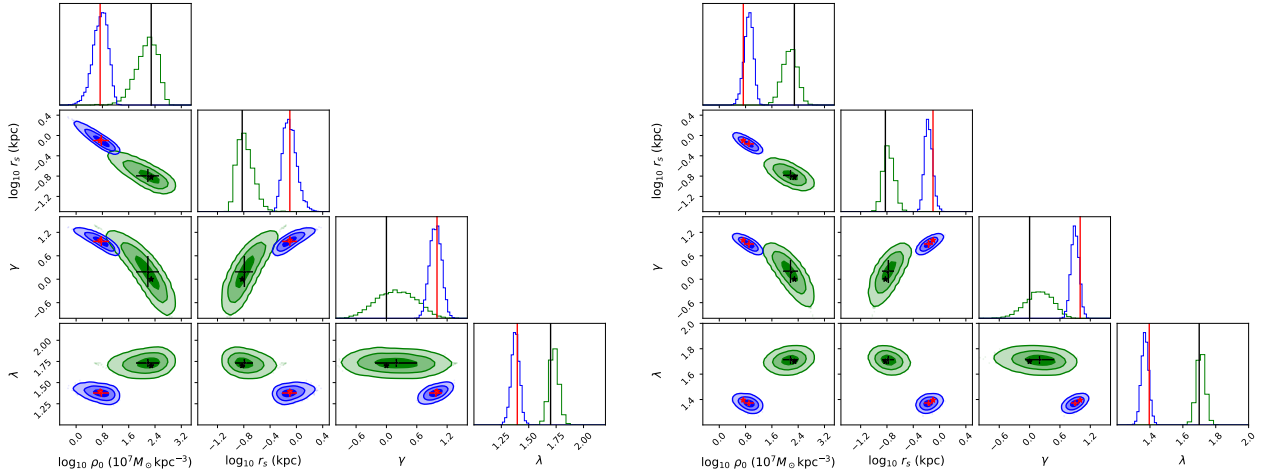 0.4
0.0
−0.4
−0.8
−1.2
log₁₀ rₛ (kpc)
1.2
0.6
0.0
−0.6
γ
2.00
1.75
1.50
1.25
λ
0.0 0.8 1.6 2.4 3.2
log₁₀ ρ₀ (10⁷M⊙kpc⁻³)
−1.2 −0.8 −0.4 0.0 0.4
log₁₀ rₛ (kpc)
−0.6 0.0 0.6 1.2
γ
1.25 1.50 1.75 2.00
λ
0.4
0.0
−0.4
−0.8
−1.2
log₁₀ rₛ (kpc)
1.2
0.6
0.0
−0.6
γ
2.0
1.8
1.6
1.4
λ
0.0 0.8 1.6 2.4 3.2
log₁₀ ρ₀ (10⁷M⊙kpc⁻³)
−1.2 −0.8 −0.4 0.0 0.4
log₁₀ rₛ (kpc)
−0.6 0.0 0.6 1.2
γ
1.4 1.6 1.8 2.0
λ